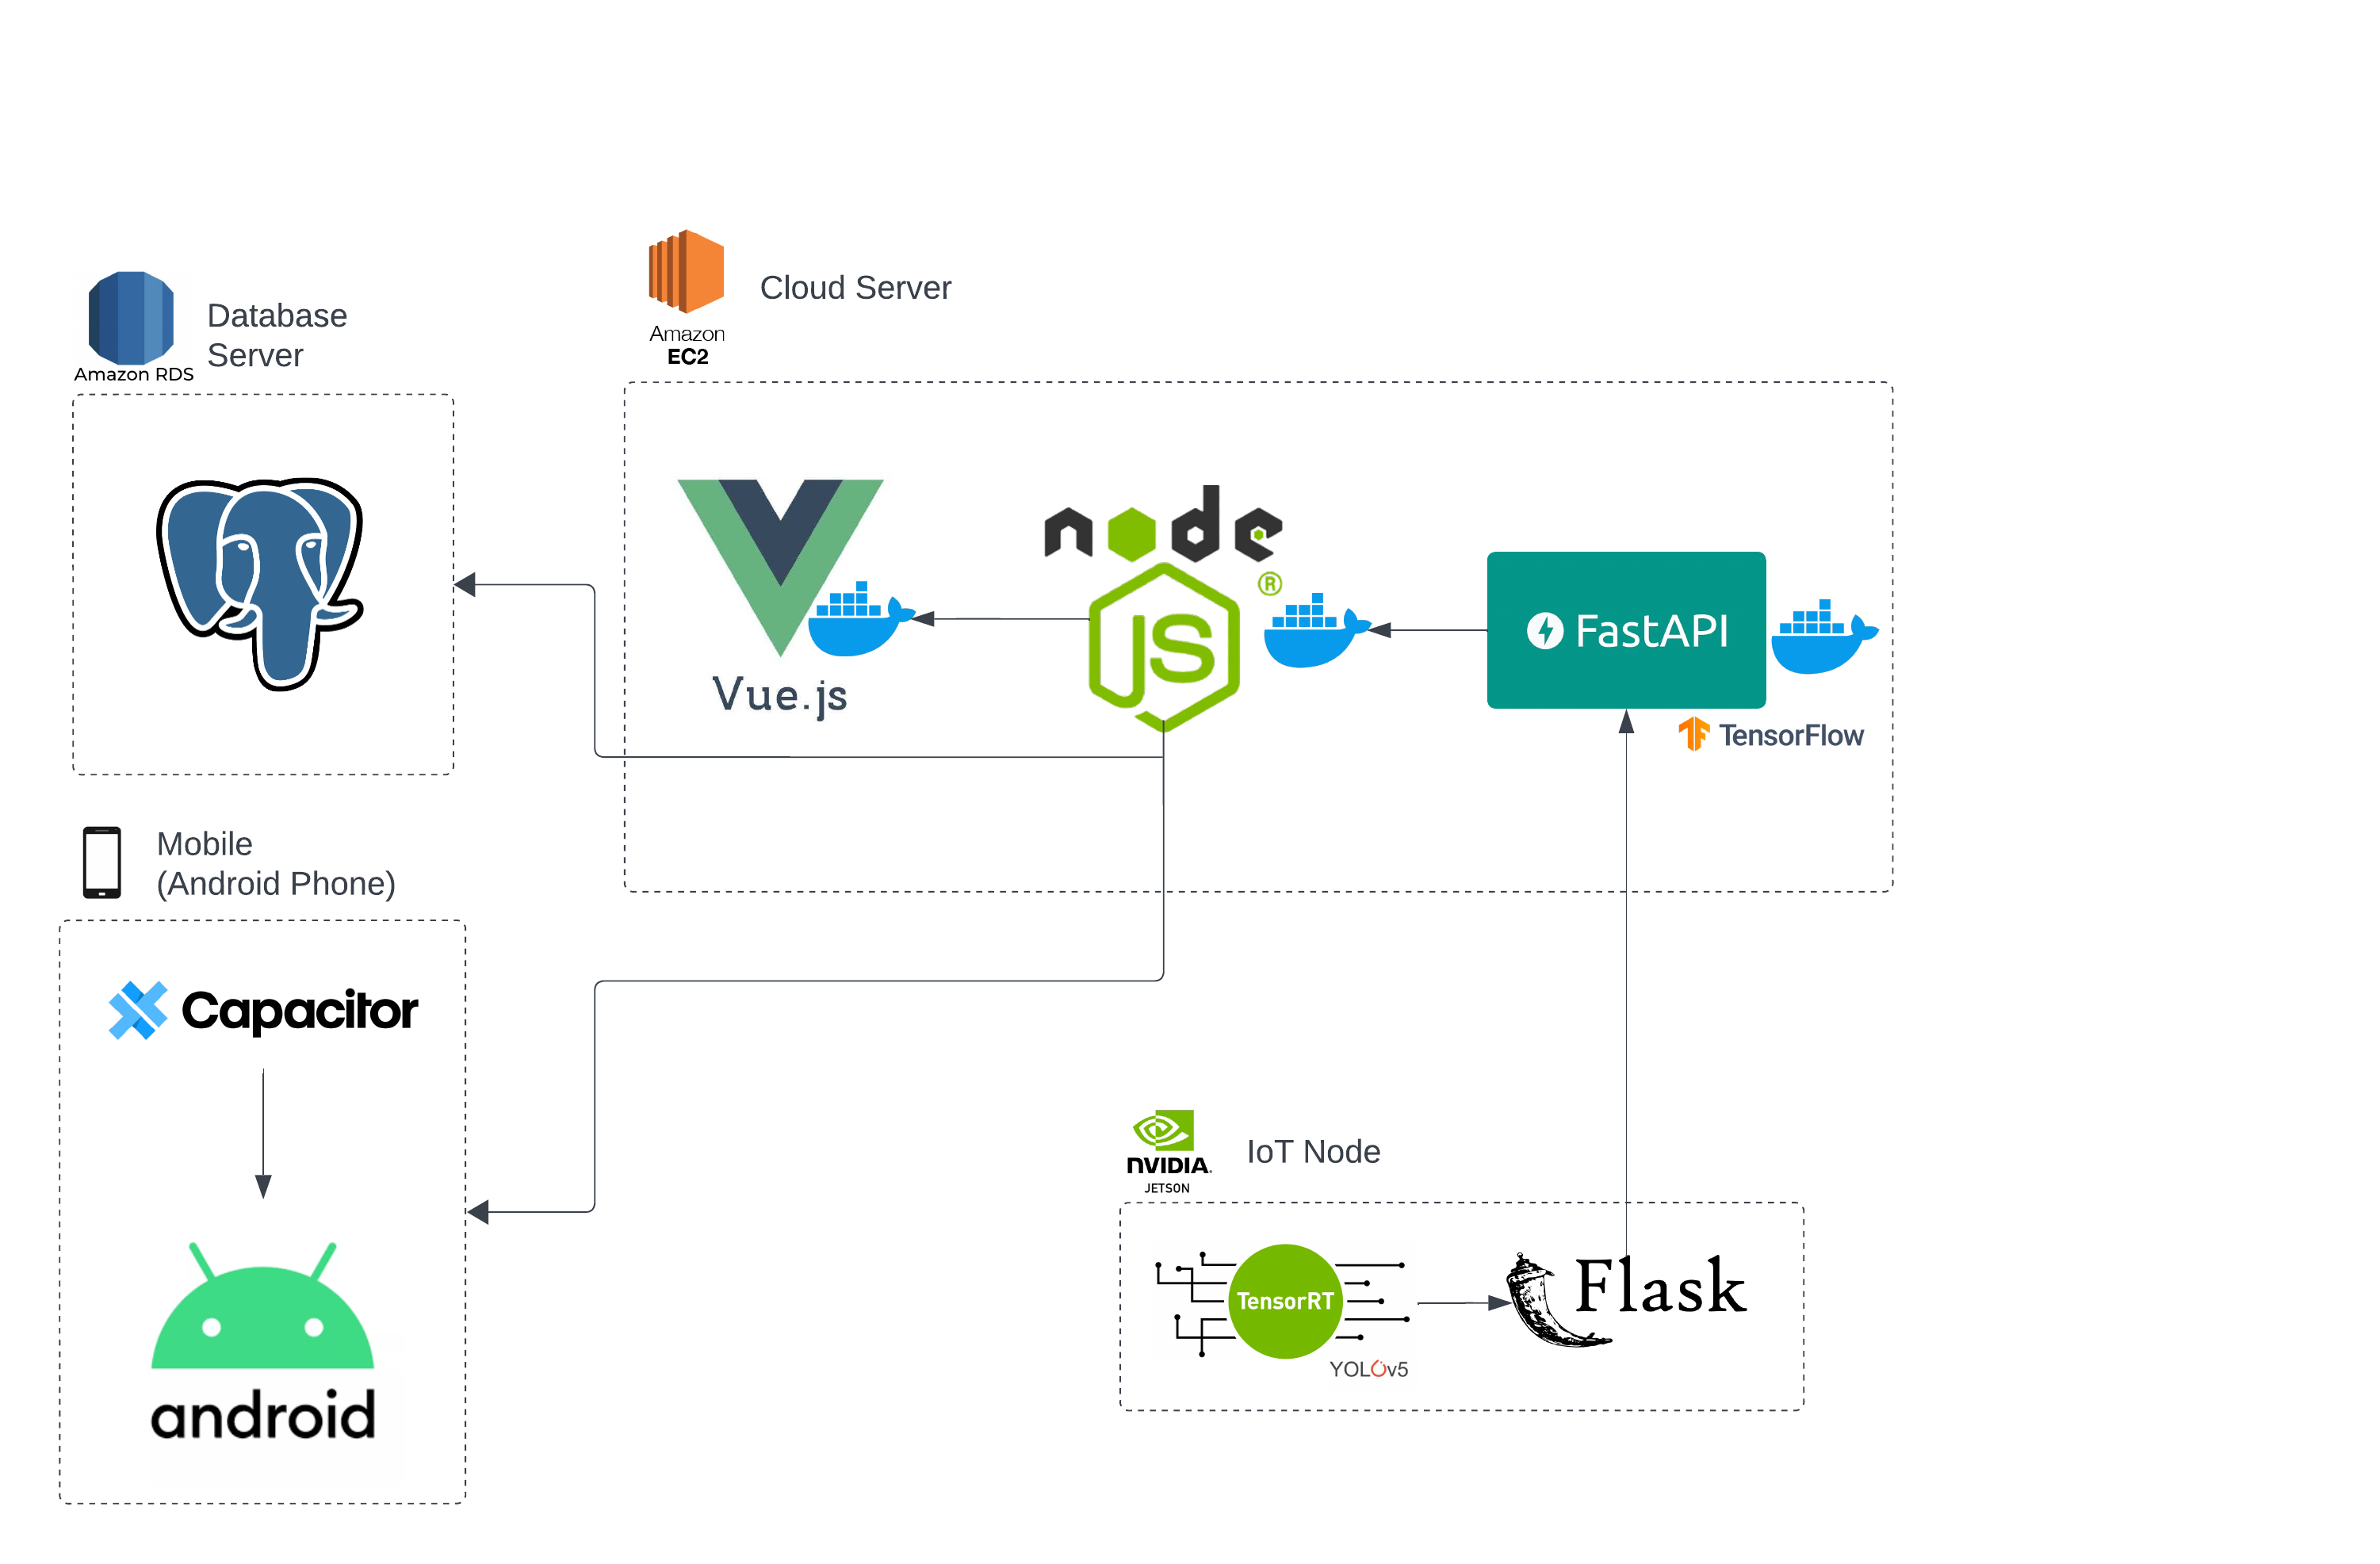 Amazon RDS
Database
Server
Amazon
EC2
Cloud Server
Vue.js
node
®
JS
FastAPI
TensorFlow
Mobile
(Android Phone)
Capacitor
android
NVIDIA.
JETSON
IoT Node
TensorRT
YOLOv5
Flask